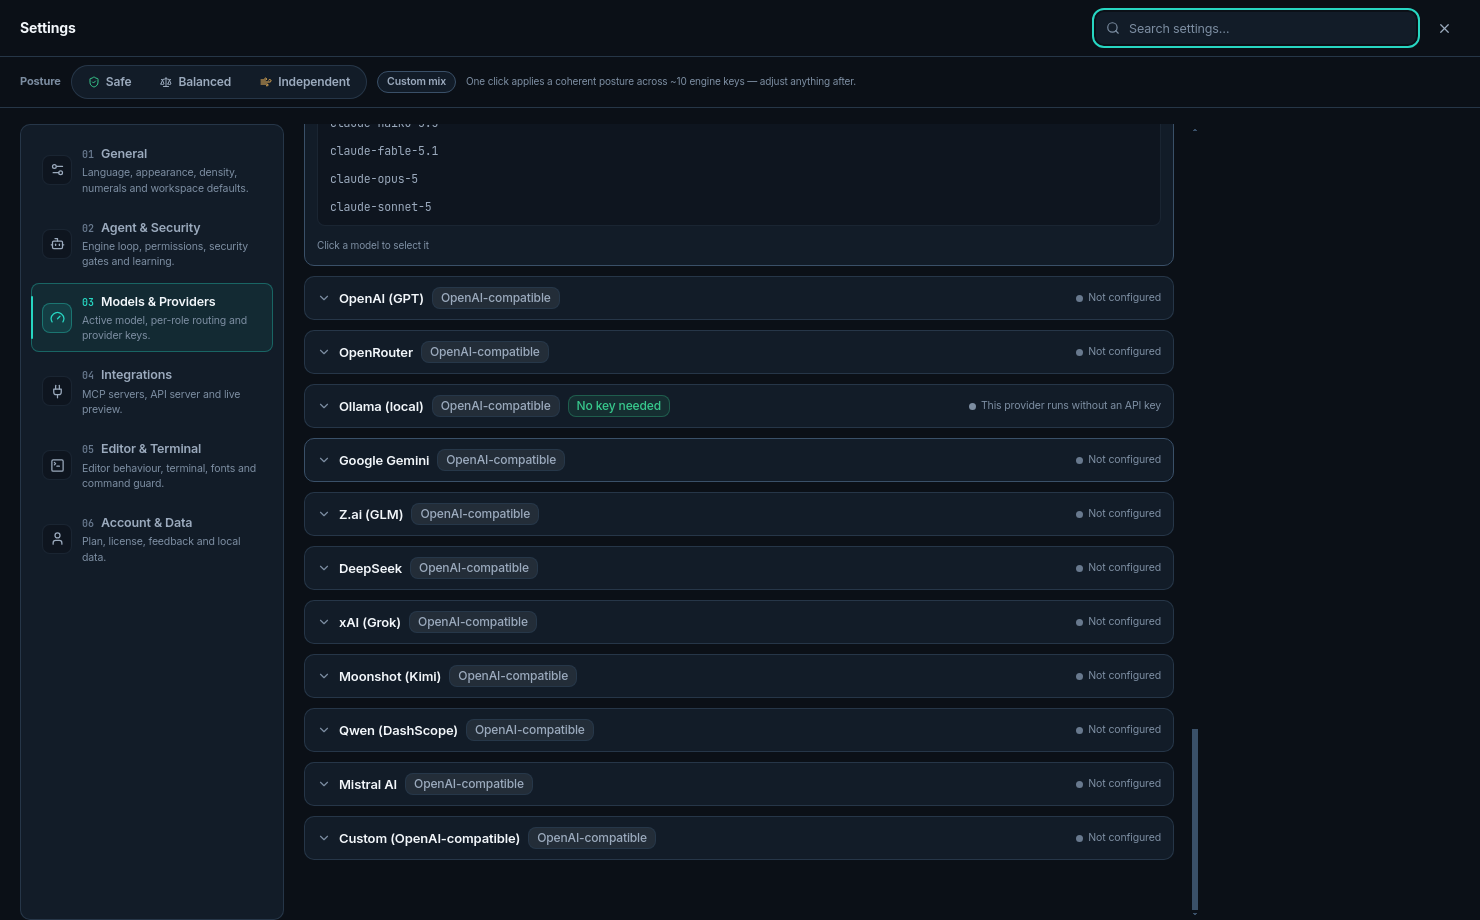 Settings
Search settings...
Posture
Safe
Balanced
Independent
Custom mix
One click applies a coherent posture across ~10 engine keys — adjust anything after.
01 General
Language, appearance, density,
numerals and workspace defaults.
02 Agent & Security
Engine loop, permissions, security
gates and learning.
03 Models & Providers
Active model, per-role routing and
provider keys.
04 Integrations
MCP servers, API server and live
preview.
05 Editor & Terminal
Editor behaviour, terminal, fonts and
command guard.
06 Account & Data
Plan, license, feedback and local
data.
claude-fable-5.1
claude-opus-5
claude-sonnet-5
Click a model to select it
OpenAI (GPT) OpenAI-compatible Not configured
OpenRouter OpenAI-compatible Not configured
Ollama (local) OpenAI-compatible No key needed This provider runs without an API key
Google Gemini OpenAI-compatible Not configured
Z.ai (GLM) OpenAI-compatible Not configured
DeepSeek OpenAI-compatible Not configured
xAI (Grok) OpenAI-compatible Not configured
Moonshot (Kimi) OpenAI-compatible Not configured
Qwen (DashScope) OpenAI-compatible Not configured
Mistral AI OpenAI-compatible Not configured
Custom (OpenAI-compatible) OpenAI-compatible Not configured